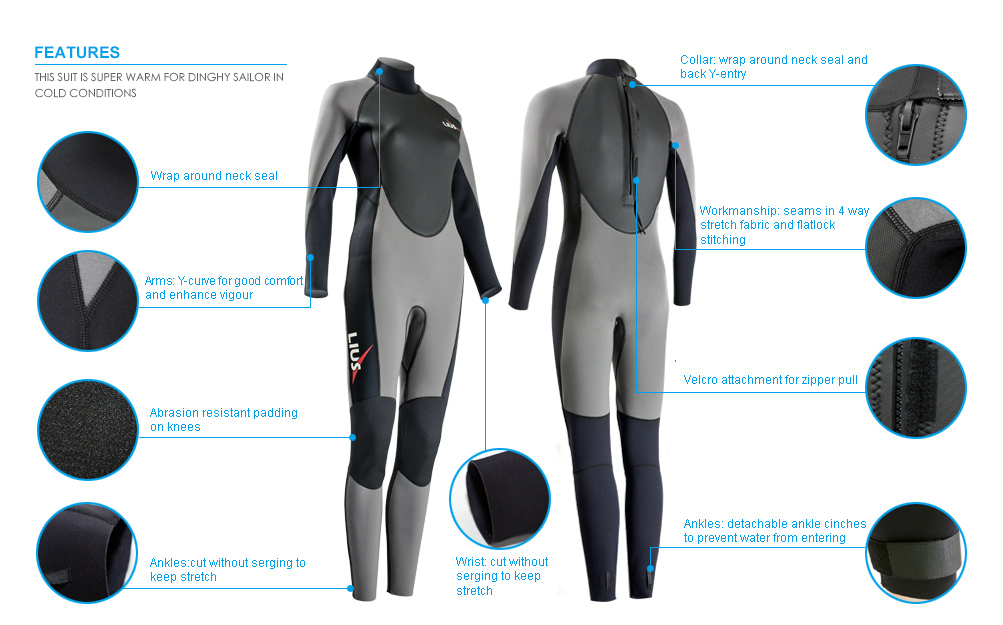 FEATURES
THIS SUIT IS SUPER WARM FOR DINGHY SAILOR IN
COLD CONDITIONS
Wrap around neck seal
Arms: Y-curve for good comfort
and enhance vigour
Abrasion resistant padding
on knees
Ankles:cut without serging to
keep stretch
LIUS
LIUS
Wrist: cut without
serging to keep
stretch
Collar: wrap around neck seal and
back Y-entry
Workmanship: seams in 4 way
stretch fabric and flatlock
stitching
Velcro attachment for zipper pull
Ankles: detachable ankle cinches
to prevent water from entering